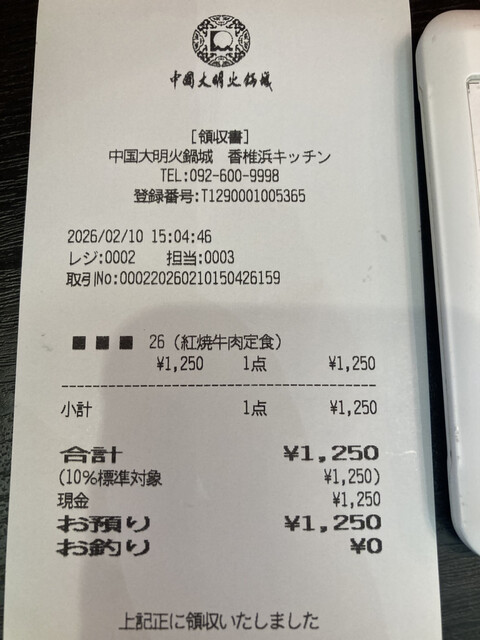 中国大明火锅城
[領収書]
中国大明火鍋城　香椎浜キッチン
TEL:092-600-9998
登録番号:T1290001005365
2026/02/10 15:04:46
レジ:0002　担当:0003
取引No:000220260210150426159
■ ■ ■ 26（紅焼牛肉定食）
¥1,250　1点　¥1,250
小計　1点　¥1,250
合計　¥1,250
(10%標準対象　¥1,250)
現金　¥1,250
お預り　¥1,250
お釣り　¥0
上記正に領収いたしました